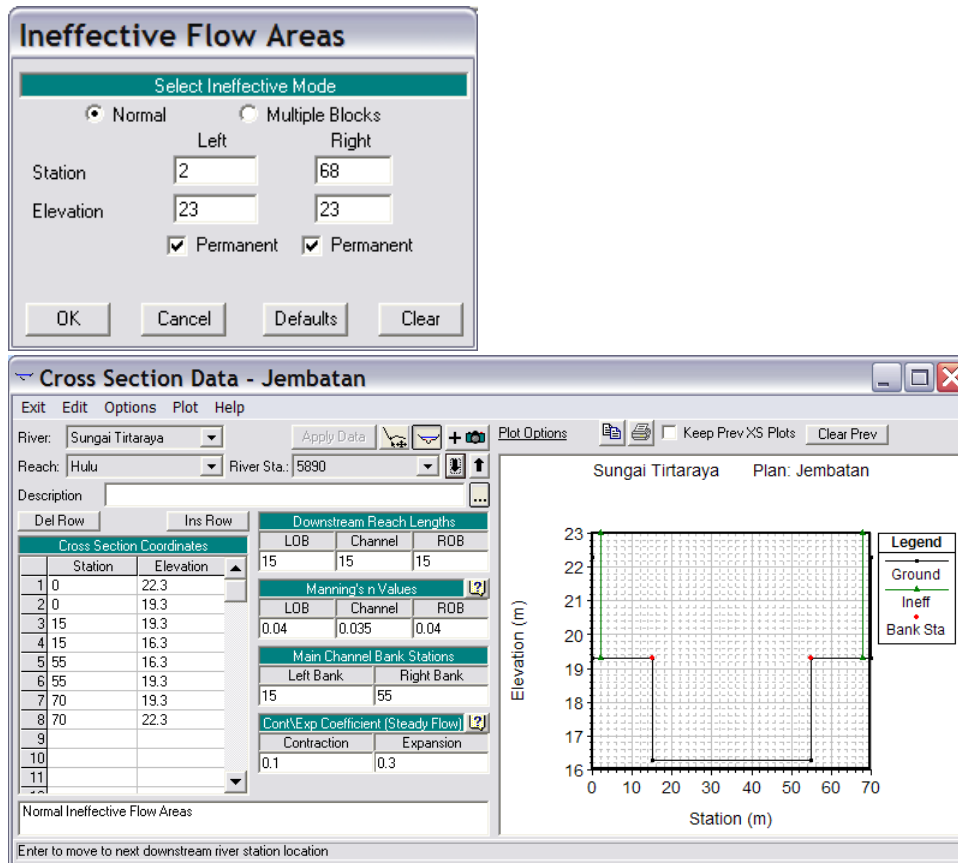 Ineffective Flow Areas
Select Ineffective Mode
Normal Multiple Blocks
Left Right
Station 2 68
Elevation 23 23
Permanent Permanent
OK Cancel Defaults Clear
Cross Section Data - Jembatan
Exit Edit Options Plot Help
River: Sungai Tirtaraya Apply Data
Reach: Hulu River Sta.: 5890
Description ...
Del Row Ins Row
Cross Section Coordinates
Station Elevation
1 0 22.3
2 0 19.3
3 15 19.3
4 15 16.3
5 55 16.3
6 55 19.3
7 70 19.3
8 70 22.3
9
10
11
Downstream Reach Lengths
LOB Channel ROB
15 15 15
Manning's n Values
LOB Channel ROB
0.04 0.035 0.04
Main Channel Bank Stations
Left Bank Right Bank
15 55
Cont\Exp Coefficient (Steady Flow)
Contraction Expansion
0.1 0.3
Normal Ineffective Flow Areas
Enter to move to next downstream river station location
Plot Options Keep Prev XS Plots Clear Prev
Sungai Tirtaraya Plan: Jembatan
23
22
21
20
19
18
17
16
Elevation (m)
0 10 20 30 40 50 60 70
Station (m)
Legend
Ground
Ineff
Bank Sta